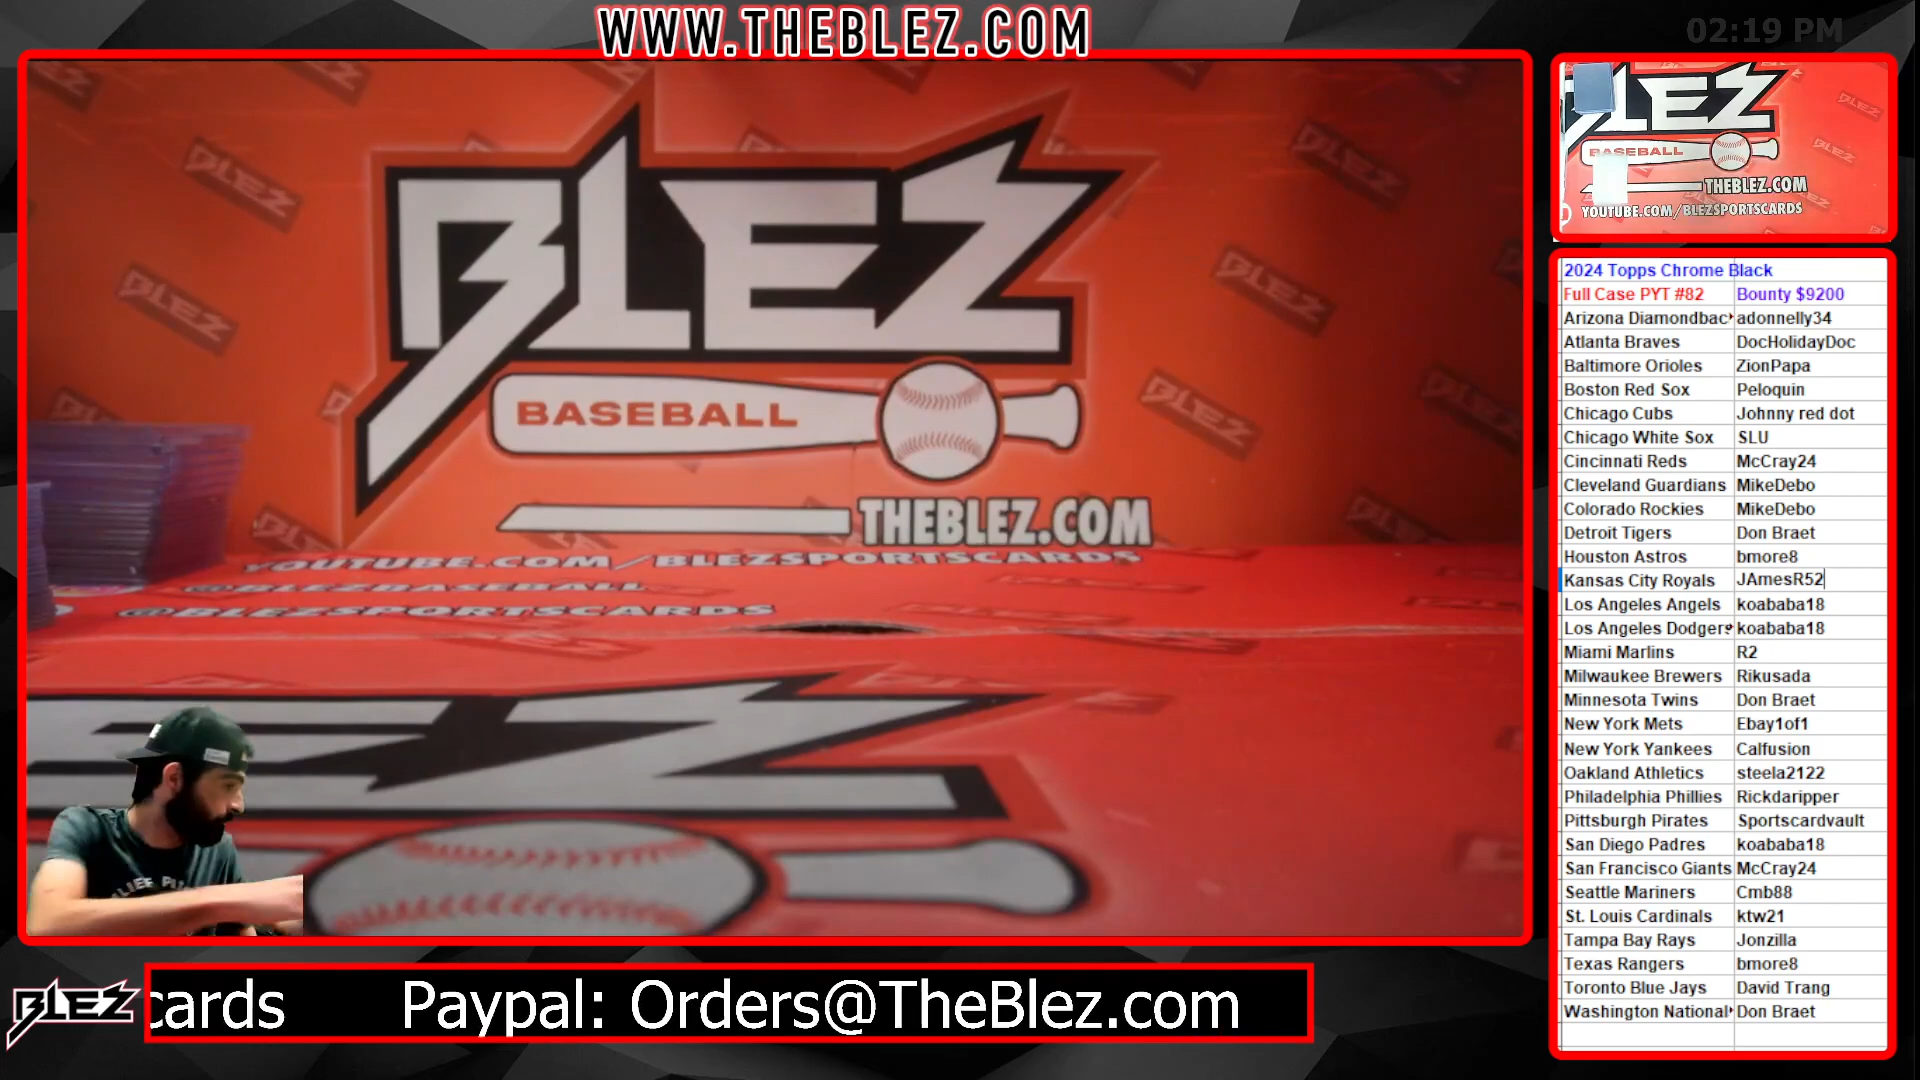 WWW.THEBLEZ.COM
02:19 PM
BLEZ
BASEBALL
THEBLEZ.COM
YOUTUBE.COM/BLEZSPORTSCARDS
@BLEZBASEBALL
@BLEZSPORTSCARDS
BLEZ
BASEBALL
THEBLEZ.COM
YOUTUBE.COM/BLEZSPORTSCARDS
2024 Topps Chrome Black
Full Case PYT #82 Bounty $9200
Arizona Diamondbac adonnelly34
Atlanta Braves DocHolidayDoc
Baltimore Orioles ZionPapa
Boston Red Sox Peloquin
Chicago Cubs Johnny red dot
Chicago White Sox SLU
Cincinnati Reds McCray24
Cleveland Guardians MikeDebo
Colorado Rockies MikeDebo
Detroit Tigers Don Braet
Houston Astros bmore8
Kansas City Royals JAmesR52
Los Angeles Angels koababa18
Los Angeles Dodgers koababa18
Miami Marlins R2
Milwaukee Brewers Rikusada
Minnesota Twins Don Braet
New York Mets Ebay1of1
New York Yankees Calfusion
Oakland Athletics steela2122
Philadelphia Phillies Rickdaripper
Pittsburgh Pirates Sportscardvault
San Diego Padres koababa18
San Francisco Giants McCray24
Seattle Mariners Cmb88
St. Louis Cardinals ktw21
Tampa Bay Rays Jonzilla
Texas Rangers bmore8
Toronto Blue Jays David Trang
Washington National Don Braet
BLEZ
cards Paypal: Orders@TheBlez.com